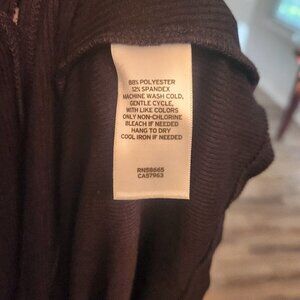 88% POLYESTER
12% SPANDEX
MACHINE WASH COLD,
GENTLE CYCLE,
WITH LIKE COLORS
ONLY NON-CHLORINE
BLEACH IF NEEDED
HANG TO DRY
COOL IRON IF NEEDED
RN58665
CA57963